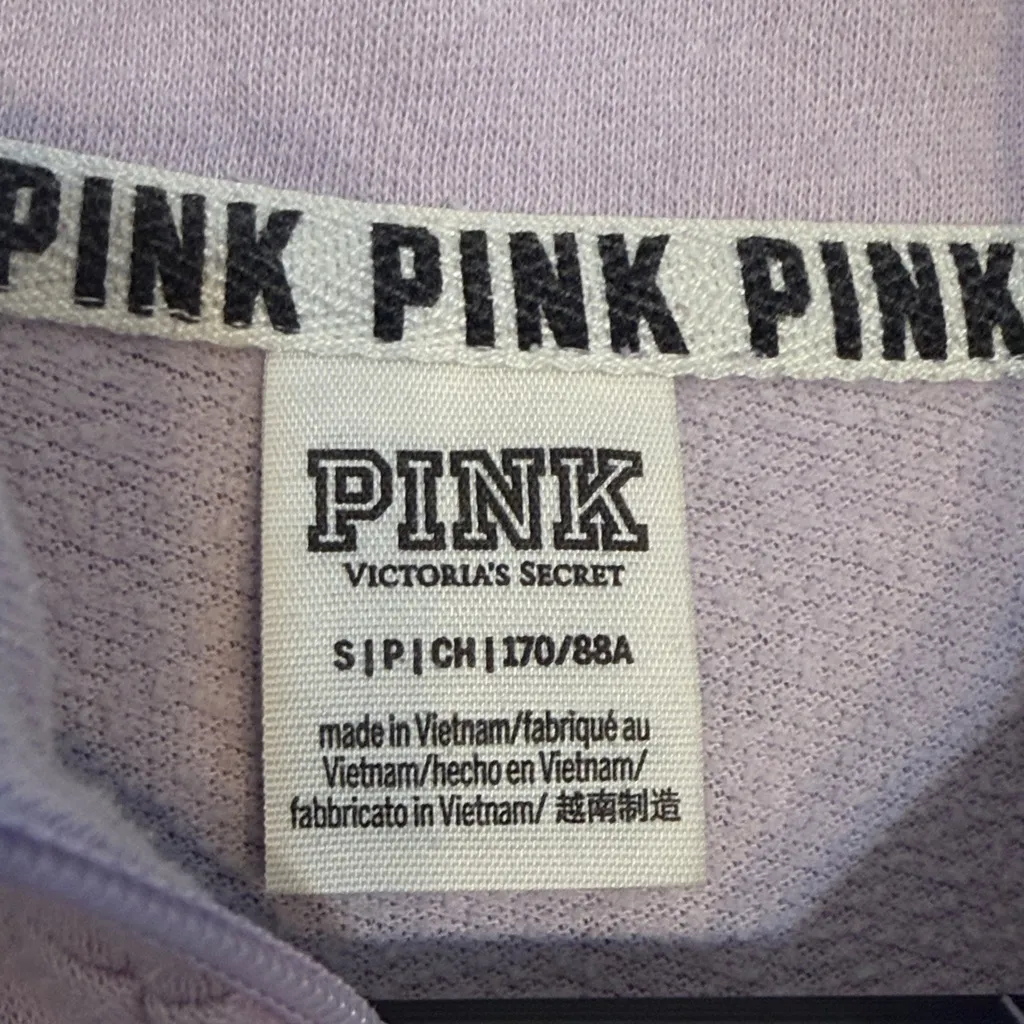 PINK PINK PINK
PINK
VICTORIA'S SECRET
S|P|CH|170/88A
made in Vietnam/fabriqué au
Vietnam/hecho en Vietnam/
fabbricato in Vietnam/ 越南制造